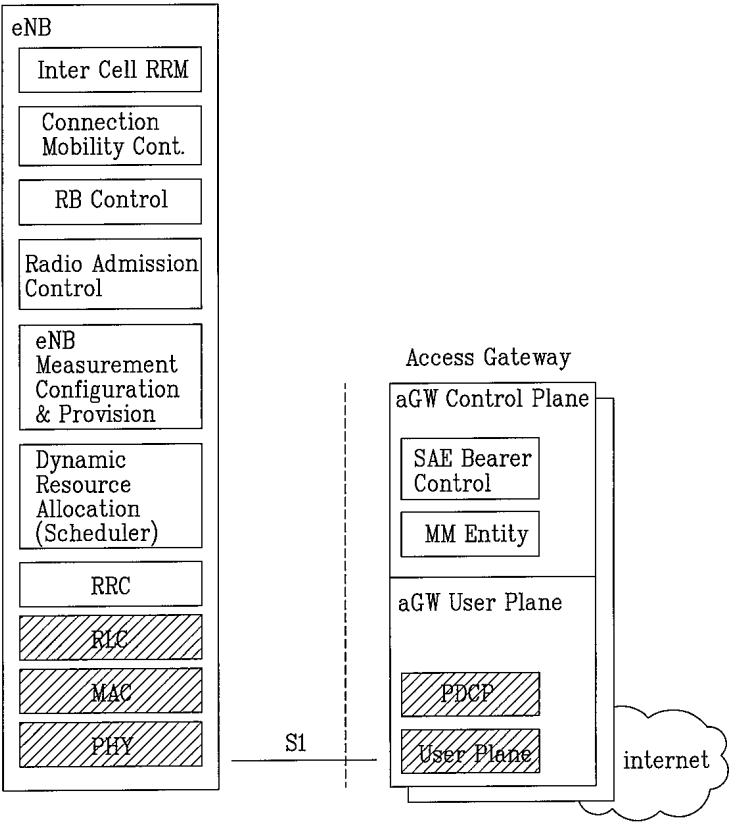 eNB
Inter Cell RRM
Connection
Mobility Cont.
RB Control
Radio Admission
Control
eNB
Measurement
Configuration
& Provision
Dynamic
Resource
Allocation
(Scheduler)
RRC
RLC
MAC
PHY
S1
Access Gateway
aGW Control Plane
SAE Bearer
Control
MM Entity
aGW User Plane
PDCP
User Plane
internet